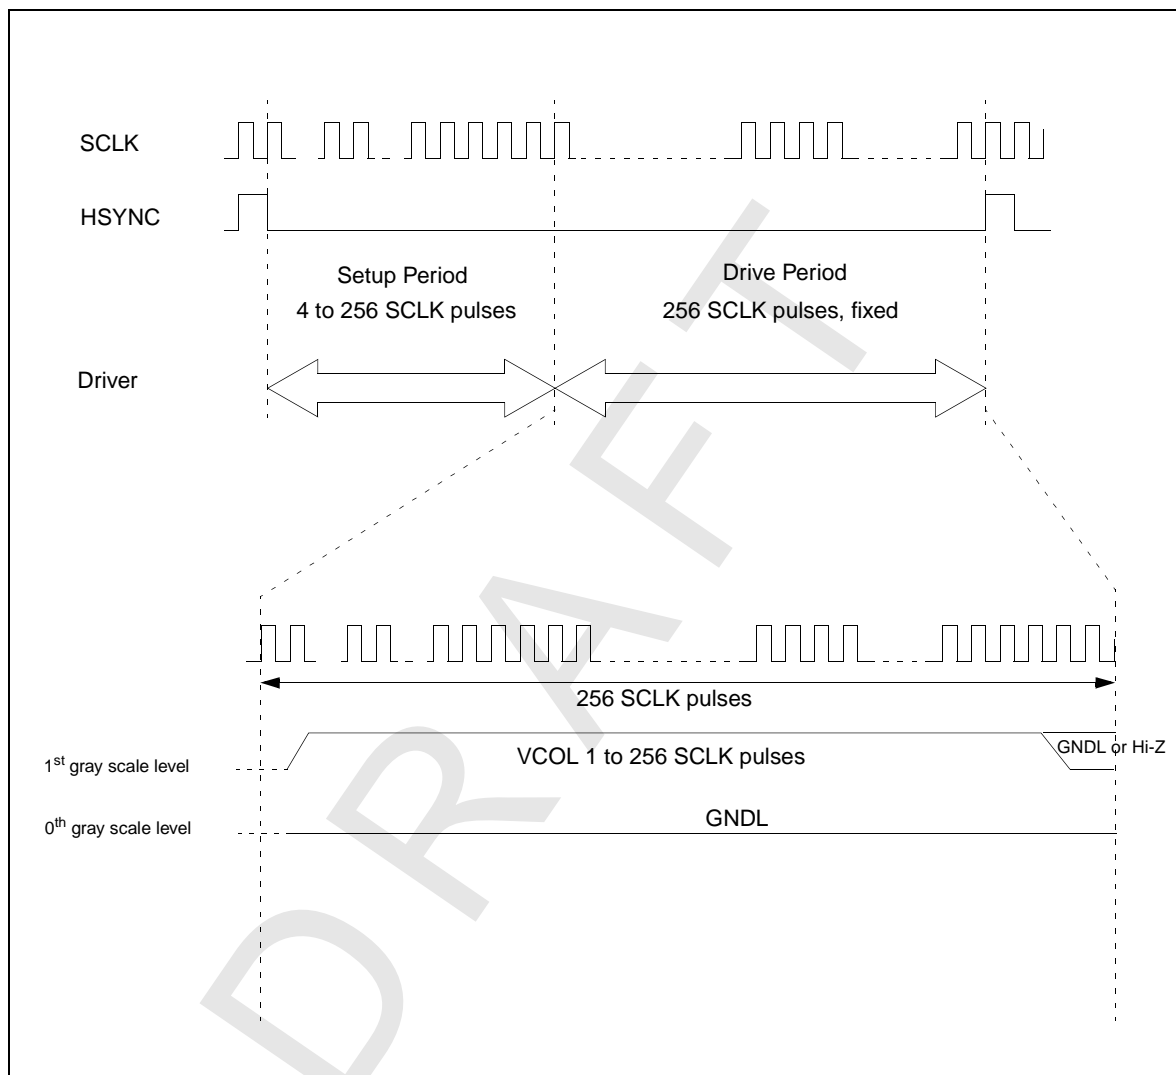 SCLK
HSYNC
Setup Period
4 to 256 SCLK pulses
Drive Period
256 SCLK pulses, fixed
Driver
256 SCLK pulses
VCOL 1 to 256 SCLK pulses
GNDL or Hi-Z
1st gray scale level
GNDL
0th gray scale level
DRAFT